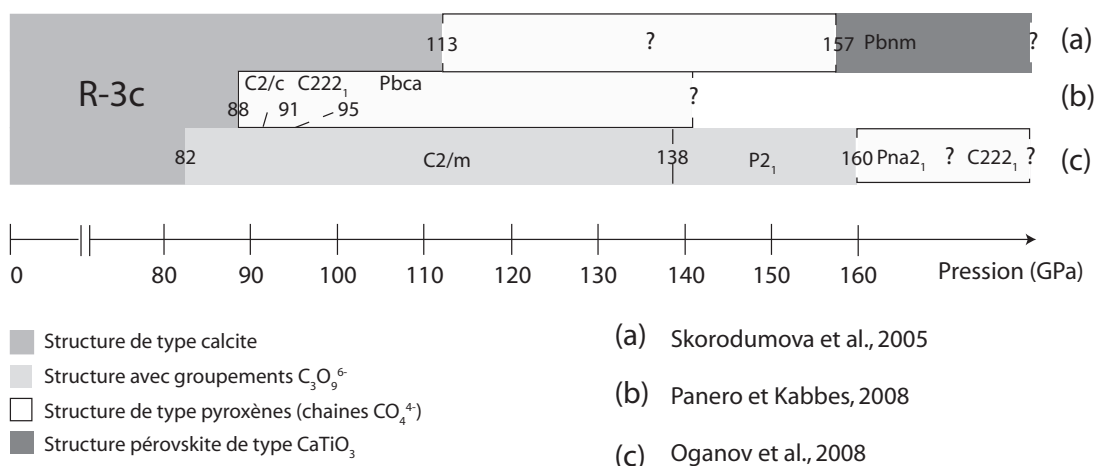 113 ? 157 Pbnm ? (a)
R-3c
C2/c C222₁ Pbca ? (b)
88 91 95
82 C2/m 138 P2₁ 160 Pna2₁ ? C222₁ ? (c)
0 80 90 100 110 120 130 140 150 160 Pression (GPa)
Structure de type calcite
Structure avec groupements C₃O₉⁶⁻
Structure de type pyroxènes (chaines CO₄⁴⁻)
Structure pérovskite de type CaTiO₃
(a) Skorodumova et al., 2005
(b) Panero et Kabbes, 2008
(c) Oganov et al., 2008